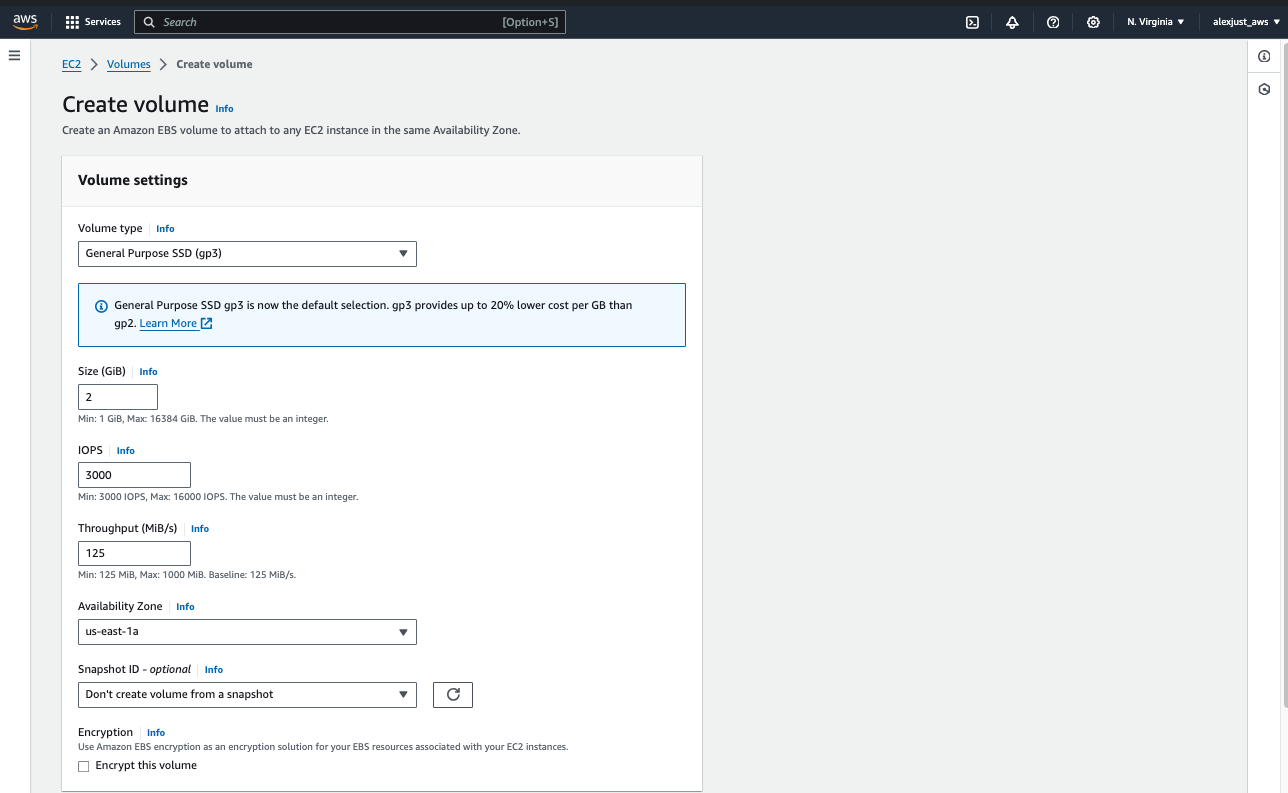 aws Services Search [Option+S] N. Virginia alexjust_aws
EC2 Volumes Create volume
Create volume Info
Create an Amazon EBS volume to attach to any EC2 instance in the same Availability Zone.
Volume settings
Volume type Info
General Purpose SSD (gp3)
General Purpose SSD gp3 is now the default selection. gp3 provides up to 20% lower cost per GB than
gp2. Learn More
Size (GiB) Info
2
Min: 1 GiB, Max: 16384 GiB. The value must be an integer.
IOPS Info
3000
Min: 3000 IOPS, Max: 16000 IOPS. The value must be an integer.
Throughput (MiB/s) Info
125
Min: 125 MiB, Max: 1000 MiB. Baseline: 125 MiB/s.
Availability Zone Info
us-east-1a
Snapshot ID - optional Info
Don't create volume from a snapshot
Encryption Info
Use Amazon EBS encryption as an encryption solution for your EBS resources associated with your EC2 instances.
Encrypt this volume